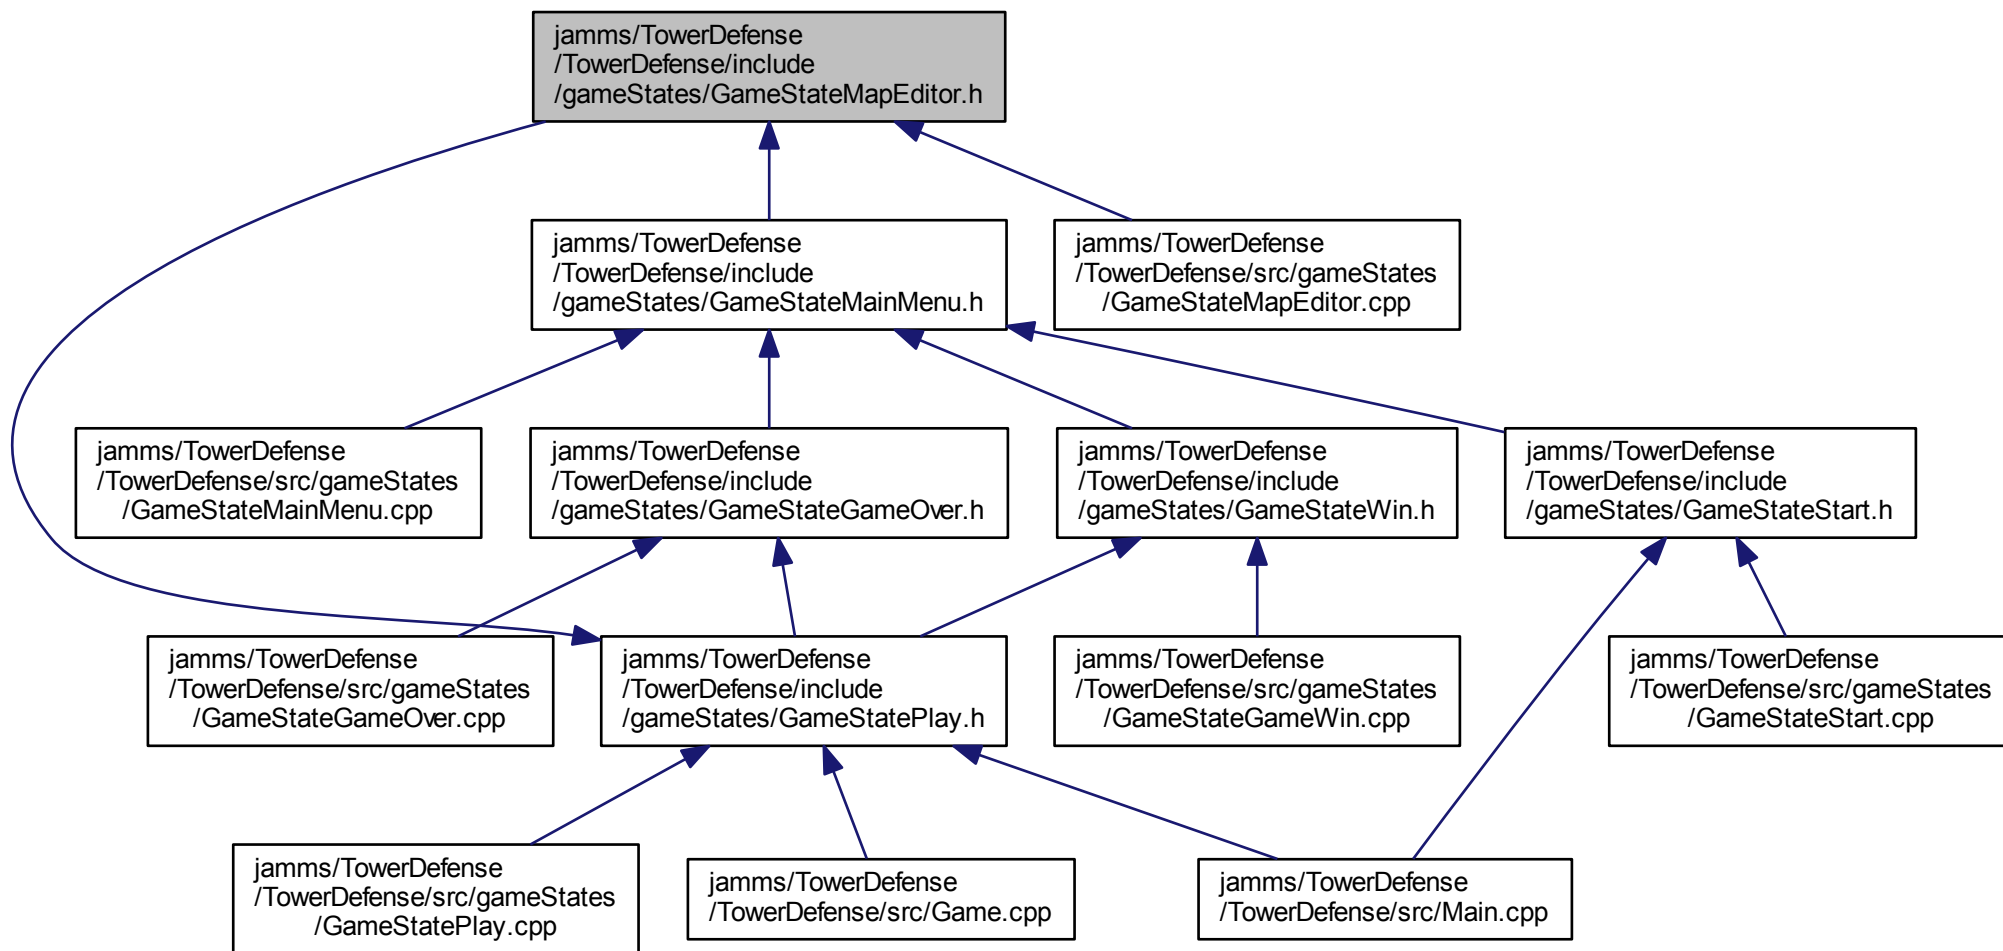 jamms/TowerDefense
/TowerDefense/include
/gameStates/GameStateMapEditor.h
jamms/TowerDefense
/TowerDefense/include
/gameStates/GameStateMainMenu.h
jamms/TowerDefense
/TowerDefense/src/gameStates
/GameStateMapEditor.cpp
jamms/TowerDefense
/TowerDefense/src/gameStates
/GameStateMainMenu.cpp
jamms/TowerDefense
/TowerDefense/include
/gameStates/GameStateGameOver.h
jamms/TowerDefense
/TowerDefense/include
/gameStates/GameStateWin.h
jamms/TowerDefense
/TowerDefense/include
/gameStates/GameStateStart.h
jamms/TowerDefense
/TowerDefense/src/gameStates
/GameStateGameOver.cpp
jamms/TowerDefense
/TowerDefense/include
/gameStates/GameStatePlay.h
jamms/TowerDefense
/TowerDefense/src/gameStates
/GameStateGameWin.cpp
jamms/TowerDefense
/TowerDefense/src/gameStates
/GameStateStart.cpp
jamms/TowerDefense
/TowerDefense/src/gameStates
/GameStatePlay.cpp
jamms/TowerDefense
/TowerDefense/src/Game.cpp
jamms/TowerDefense
/TowerDefense/src/Main.cpp